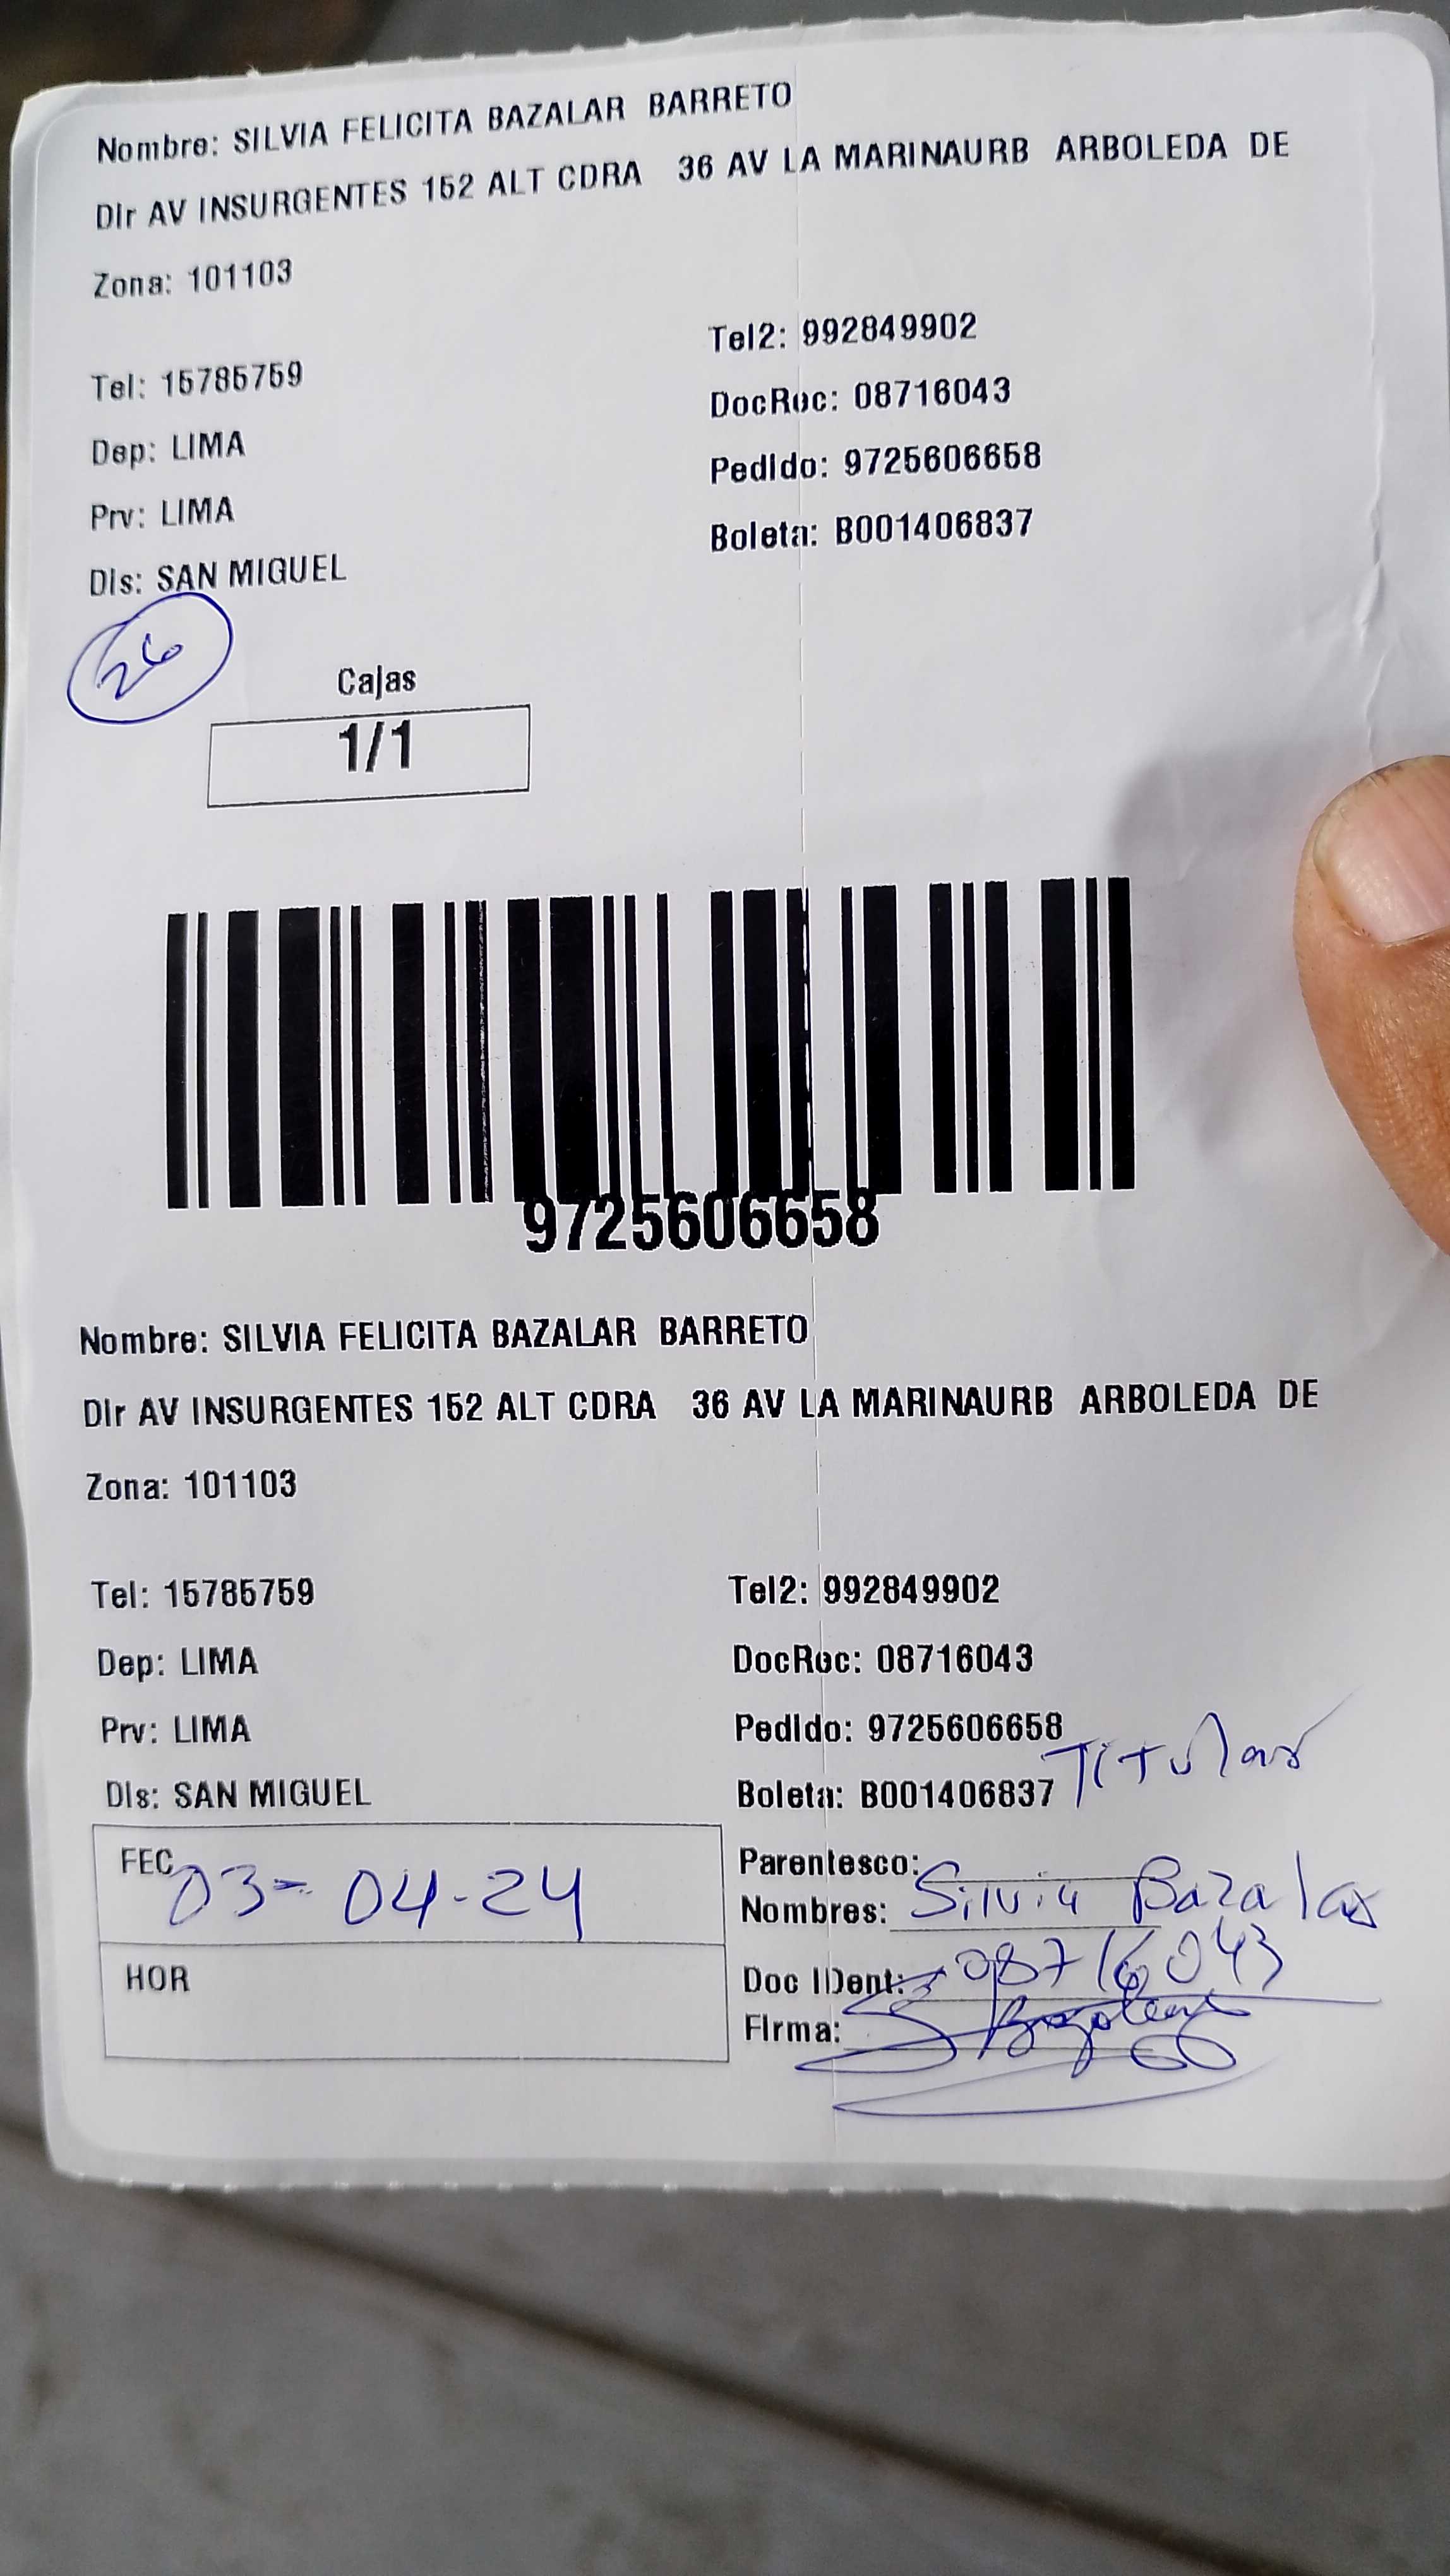 Nombre: SILVIA FELICITA BAZALAR BARRETO
Dir AV INSURGENTES 152 ALT CDRA 36 AV LA MARINAURB ARBOLEDA DE
Zona: 101103
Tel2: 992849902
Tel: 15785759
DocRec: 08716043
Dep: LIMA
Pedido: 9725606658
Prv: LIMA
Boleta: B001406837
Dis: SAN MIGUEL
26
Cajas
1/1
9725606658
Nombre: SILVIA FELICITA BAZALAR BARRETO
Dir AV INSURGENTES 152 ALT CDRA 36 AV LA MARINAURB ARBOLEDA DE
Zona: 101103
Tel: 15785759 Tel2: 992849902
Dep: LIMA DocRec: 08716043
Prv: LIMA Pedido: 9725606658
Dis: SAN MIGUEL Boleta: B001406837 Titular
FEC 03-04-24 Parentesco:
Nombres: Silvia Bazalar
HOR Doc IDent: 08716043
Firma: